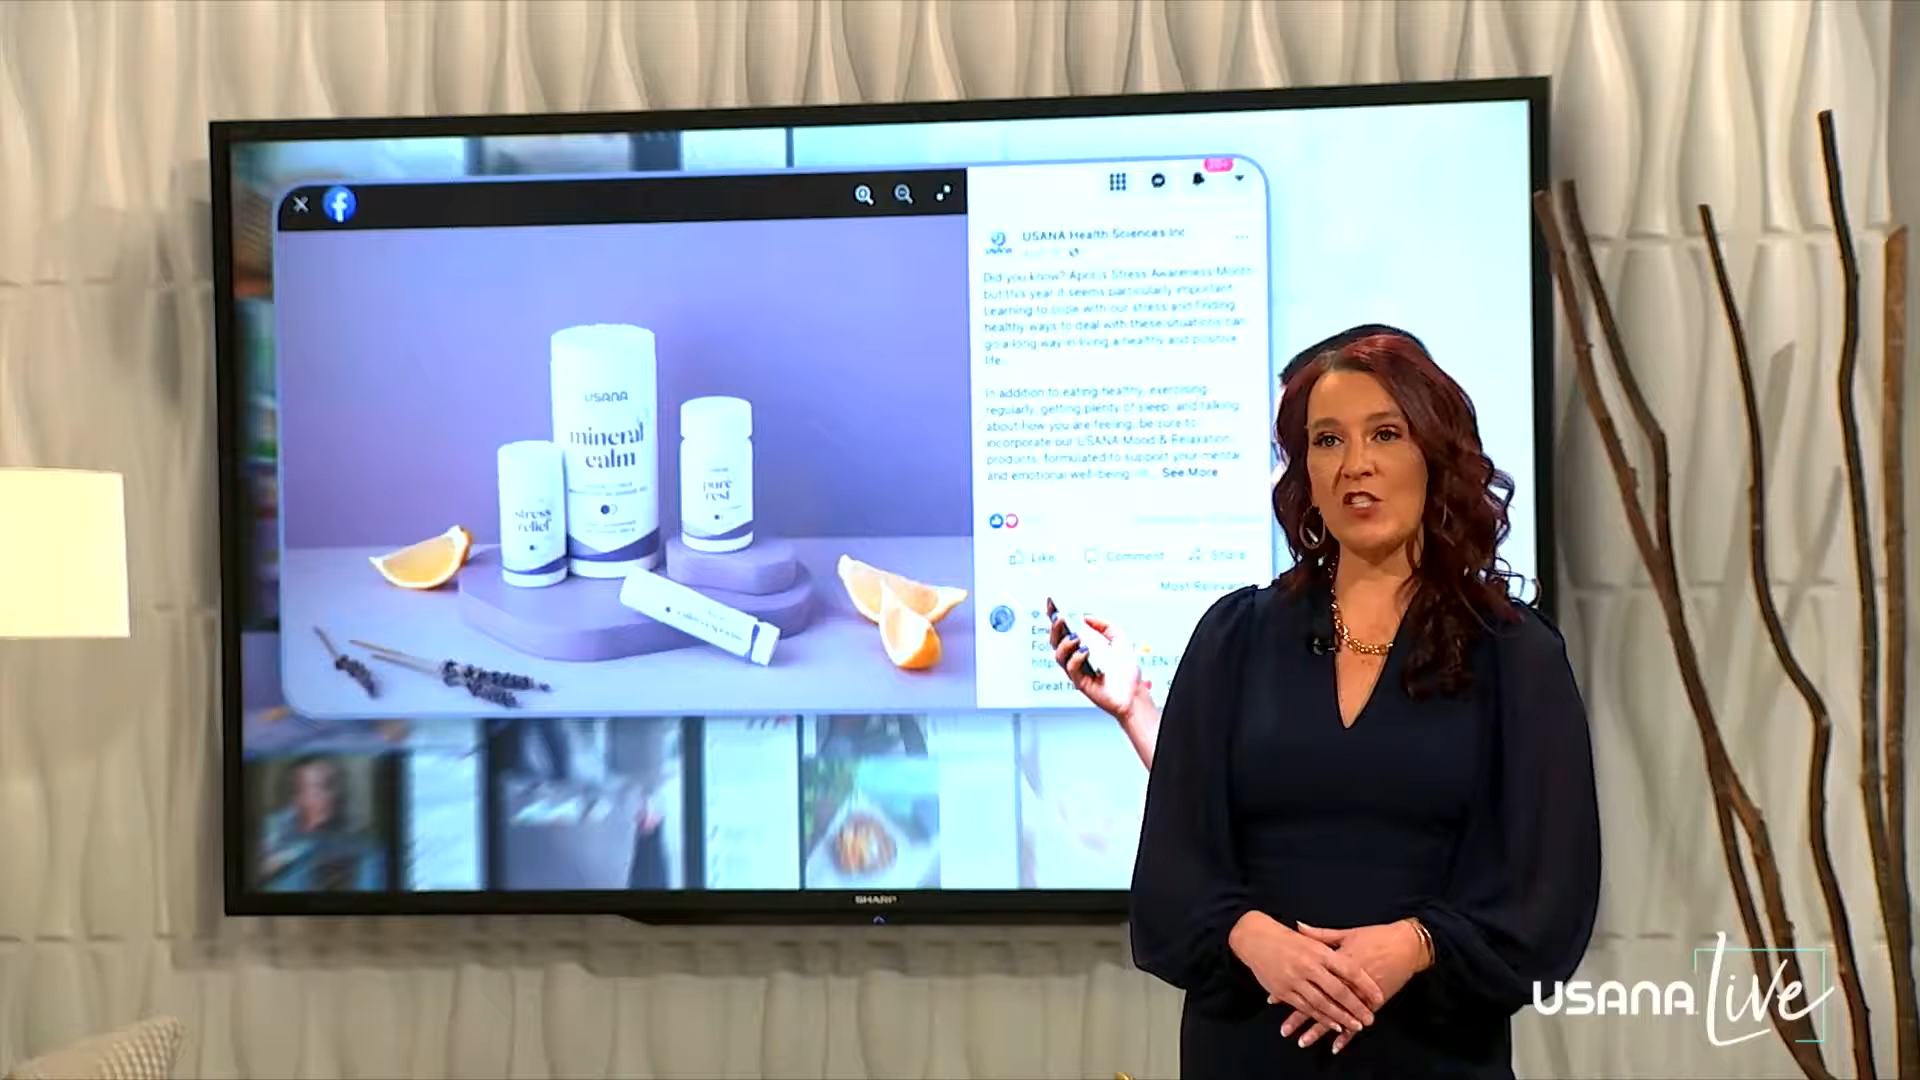 USANA Health Sciences Inc
Did you know? April is Stress Awareness Month
but this year it seems particularly important.
Learning to cope with our stress and finding
healthy ways to deal with these situations can
go a long way in living a healthy and positive
life.
In addition to eating healthy, exercising
regularly, getting plenty of sleep, and talking
about how you are feeling, be sure to
incorporate our USANA Mood & Relaxation
products, formulated to support your mental
and emotional well-being
See More
Like
Comment
Share
Great
USANA
mineral
calm
stress
relief
pure
rest
SHARP
USANA Live